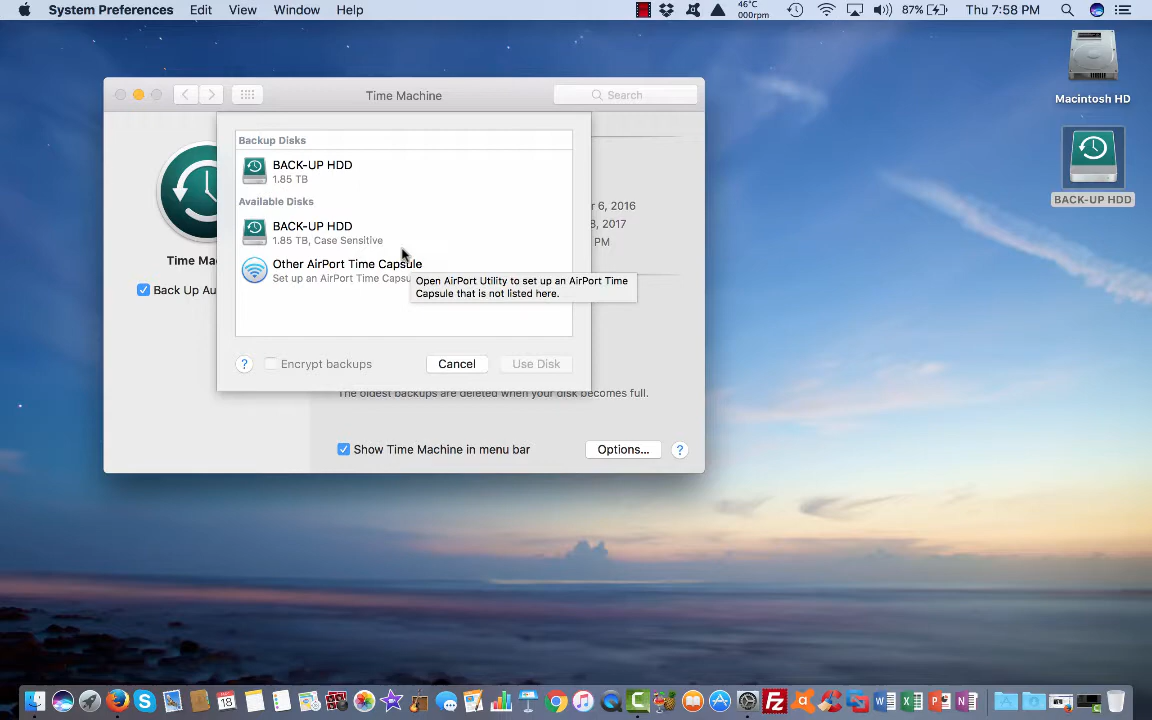 System Preferences Edit View Window Help 46°C 000rpm 87% Thu 7:58 PM
Macintosh HD
BACK-UP HDD
Time Machine
Search
Backup Disks
BACK-UP HDD
1.85 TB
Available Disks
BACK-UP HDD
1.85 TB, Case Sensitive
Other AirPort Time Capsule
Set up an AirPort Time Capsu
Open AirPort Utility to set up an AirPort Time
Capsule that is not listed here.
r 6, 2016
8, 2017
PM
Time Ma
Back Up Au
? Encrypt backups Cancel Use Disk
The oldest backups are deleted when your disk becomes full.
Show Time Machine in menu bar Options... ?